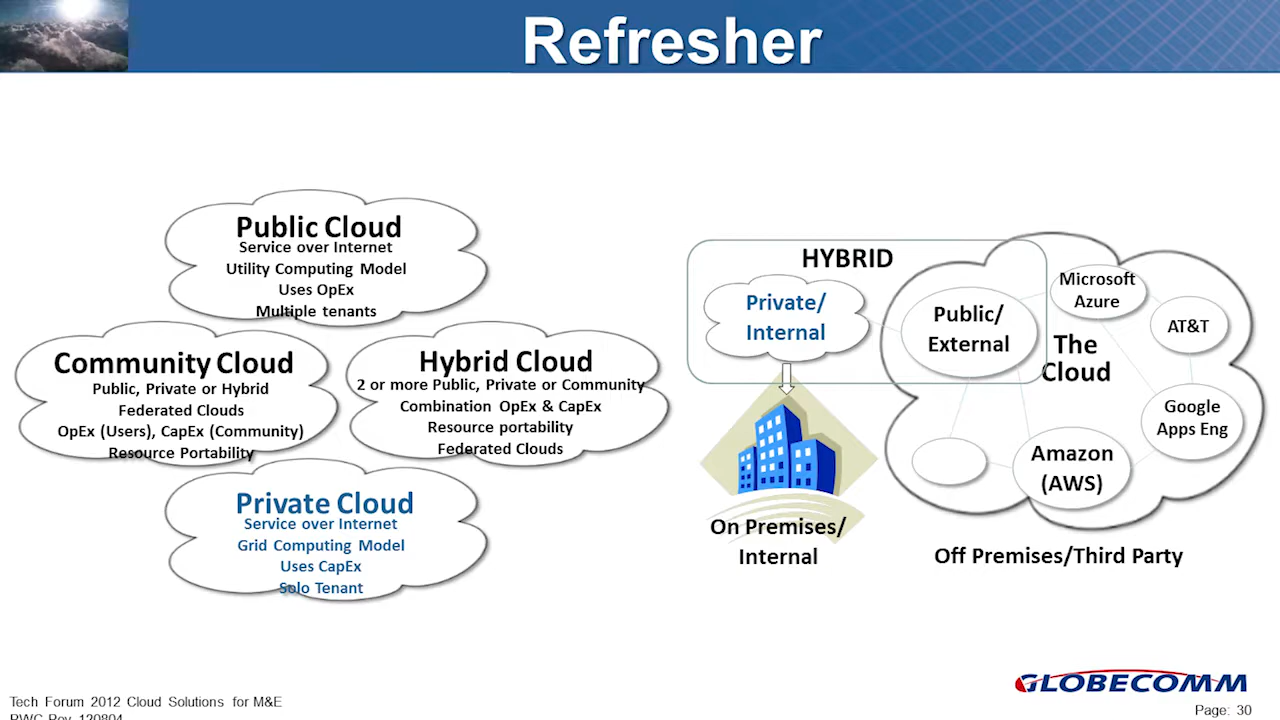 Refresher
Public Cloud
Service over Internet
Utility Computing Model
Uses OpEx
Multiple tenants
Community Cloud
Public, Private or Hybrid
Federated Clouds
OpEx (Users), CapEx (Community)
Resource Portability
Hybrid Cloud
2 or more Public, Private or Community
Combination OpEx & CapEx
Resource portability
Federated Clouds
Private Cloud
Service over Internet
Grid Computing Model
Uses CapEx
Solo Tenant
HYBRID
Private/
Internal
Public/
External
Microsoft
Azure
AT&T
The
Cloud
Google
Apps Eng
Amazon
(AWS)
On Premises/
Internal
Off Premises/Third Party
Tech Forum 2012 Cloud Solutions for M&E
RWC Rev. 120804
GLOBECOMM
Page: 30